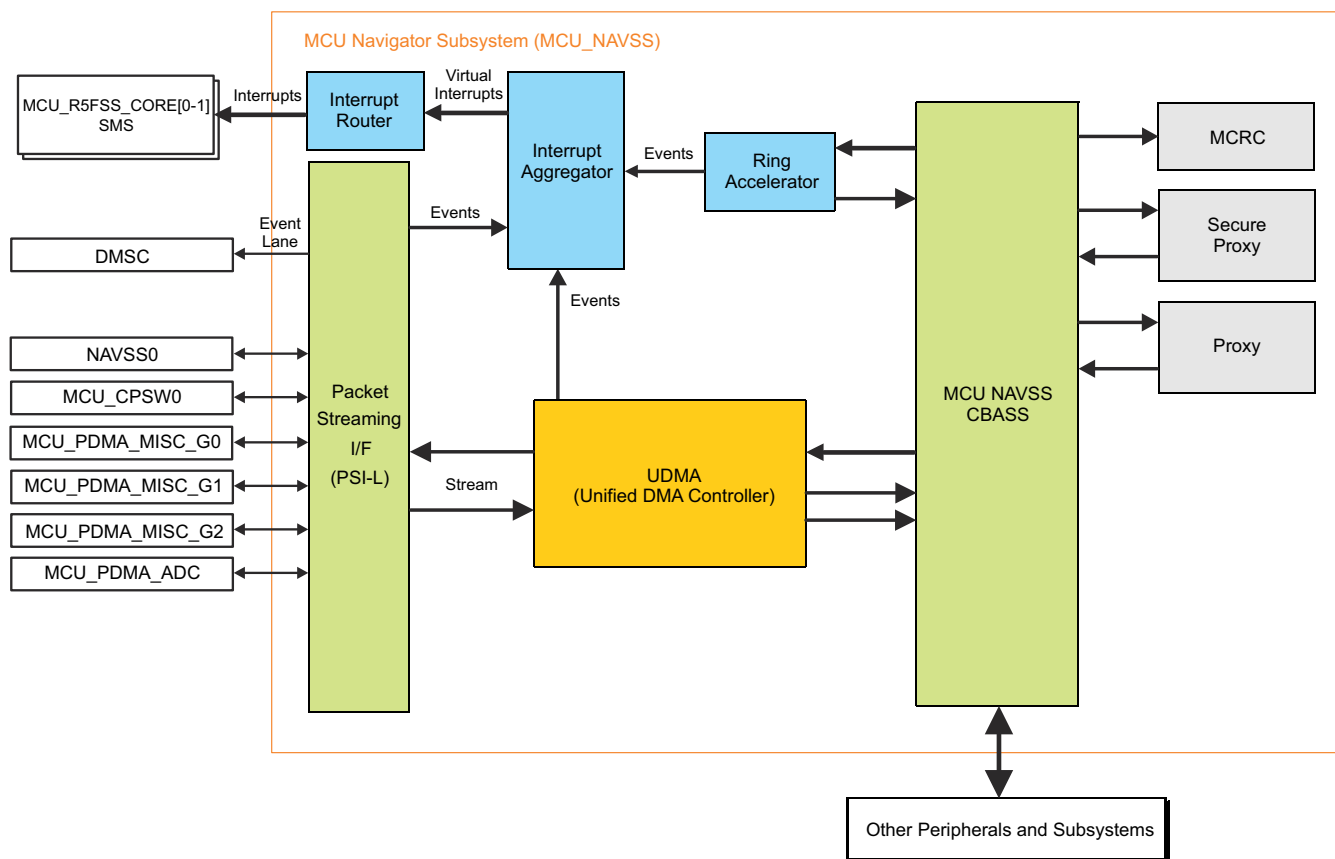 MCU Navigator Subsystem (MCU_NAVSS)
MCU_R5FSS_CORE[0-1]
SMS
Interrupts
Interrupt
Router
Virtual
Interrupts
Interrupt
Aggregator
Events
Ring
Accelerator
MCRC
Events
Event
Lane
DMSC
Secure
Proxy
Events
NAVSS0
MCU_CPSW0
MCU_PDMA_MISC_G0
MCU_PDMA_MISC_G1
MCU_PDMA_MISC_G2
MCU_PDMA_ADC
Packet
Streaming
I/F
(PSI-L)
Stream
UDMA
(Unified DMA Controller)
MCU NAVSS
CBASS
Proxy
Other Peripherals and Subsystems